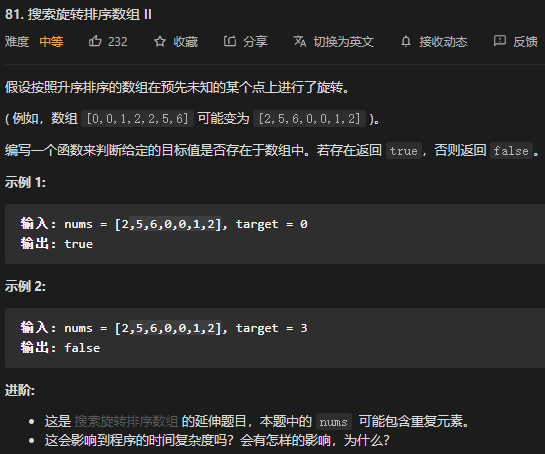 81. 搜索旋转排序数组 II
难度 中等 232 收藏 分享 切换为英文 接收动态 反馈
假设按照升序排序的数组在预先未知的某个点上进行了旋转。
( 例如，数组 [0,0,1,2,2,5,6] 可能变为 [2,5,6,0,0,1,2] )。
编写一个函数来判断给定的目标值是否存在于数组中。若存在返回 true，否则返回 false。
示例 1:
输入: nums = [2,5,6,0,0,1,2], target = 0
输出: true
示例 2:
输入: nums = [2,5,6,0,0,1,2], target = 3
输出: false
进阶:
• 这是 搜索旋转排序数组 的延伸题目，本题中的 nums 可能包含重复元素。
• 这会影响到程序的时间复杂度吗？会有怎样的影响，为什么？